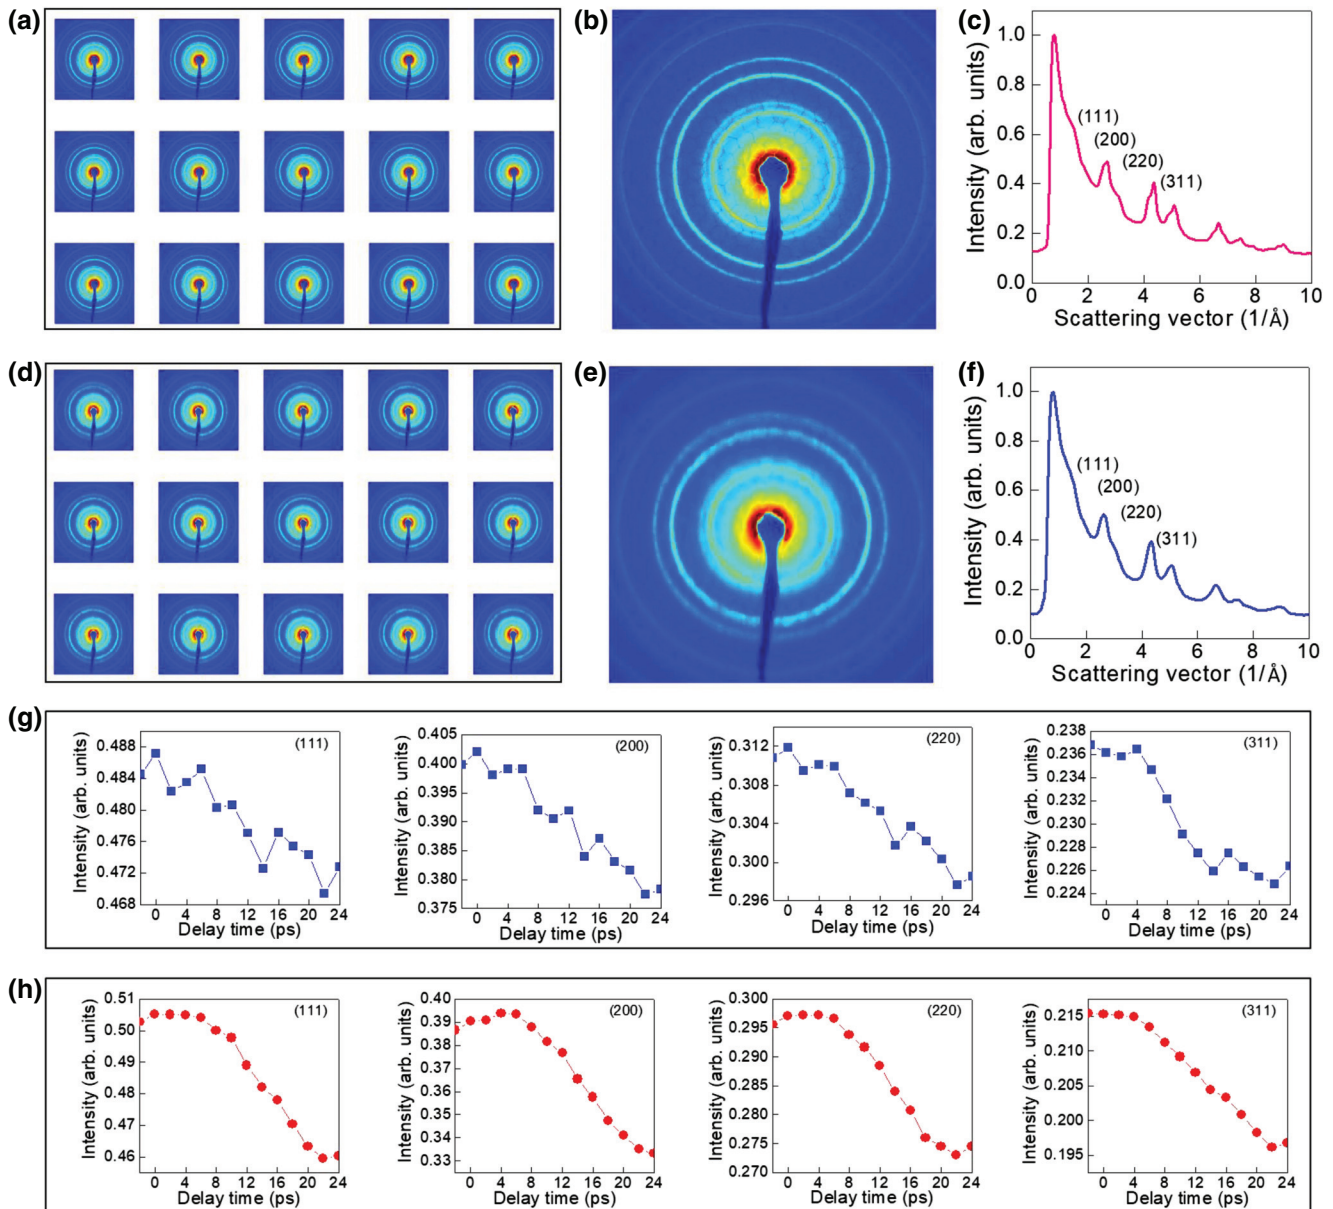 (a)
(b)
(c)
Intensity (arb. units)
1.0
0.8
0.6
0.4
0.2
0.0
(111)
(200)
(220)
(311)
0 2 4 6 8 10
Scattering vector (1/Å)
(d)
(e)
(f)
Intensity (arb. units)
1.0
0.8
0.6
0.4
0.2
0.0
(111)
(200)
(220)
(311)
0 2 4 6 8 10
Scattering vector (1/Å)
(g)
Intensity (arb. units)
0.488
0.484
0.480
0.476
0.472
0.468
(111)
0 4 8 12 16 20 24
Delay time (ps)
Intensity (arb. units)
0.405
0.400
0.395
0.390
0.385
0.380
0.375
(200)
0 4 8 12 16 20 24
Delay time (ps)
Intensity (arb. units)
0.312
0.308
0.304
0.300
0.296
(220)
0 4 8 12 16 20 24
Delay time (ps)
Intensity (arb. units)
0.238
0.236
0.234
0.232
0.230
0.228
0.226
0.224
(311)
0 4 8 12 16 20 24
Delay time (ps)
(h)
Intensity (arb. units)
0.51
0.50
0.49
0.48
0.47
0.46
(111)
0 4 8 12 16 20 24
Delay time (ps)
Intensity (arb. units)
0.40
0.39
0.38
0.37
0.36
0.35
0.34
0.33
(200)
0 4 8 12 16 20 24
Delay time (ps)
Intensity (arb. units)
0.300
0.295
0.290
0.285
0.280
0.275
0.270
(220)
0 4 8 12 16 20 24
Delay time (ps)
Intensity (arb. units)
0.215
0.210
0.205
0.200
0.195
(311)
0 4 8 12 16 20 24
Delay time (ps)